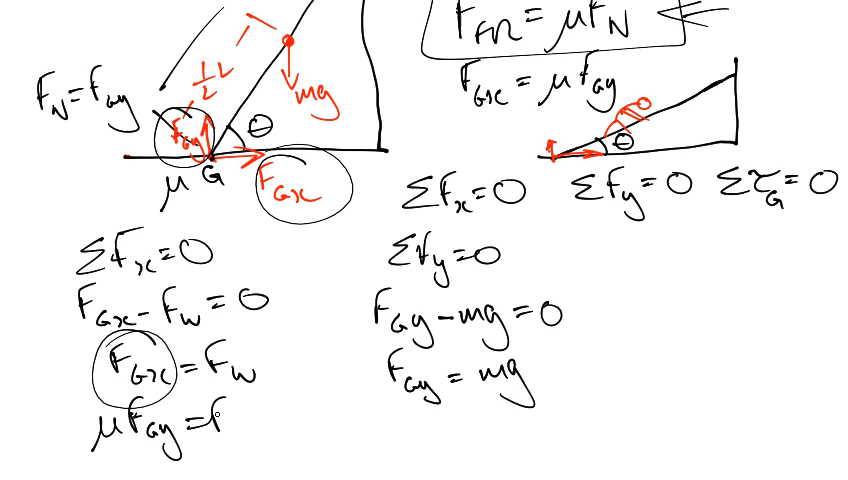 F_FR = μF_N
F_Gx = μF_Gy
F_N = F_Gy
½L
mg
F_Gy
θ
μ G
F_Gx
θ
ΣF_x = 0 ΣF_y = 0 Στ_G = 0
ΣF_x = 0
F_Gx - F_W = 0
F_Gx = F_W
μF_Gy = F
ΣF_y = 0
F_Gy - mg = 0
F_Gy = mg